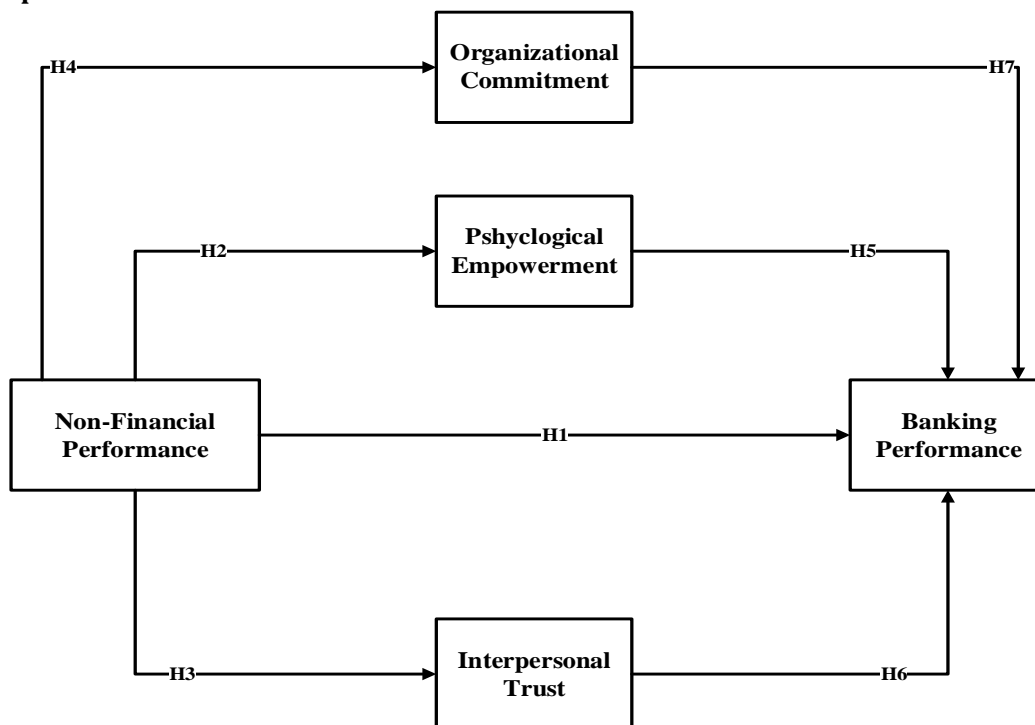 Organizational
Commitment
H4
H7
Pshyclogical
Empowerment
H2
H5
Non-Financial
Performance
H1
Banking
Performance
Interpersonal
Trust
H3
H6